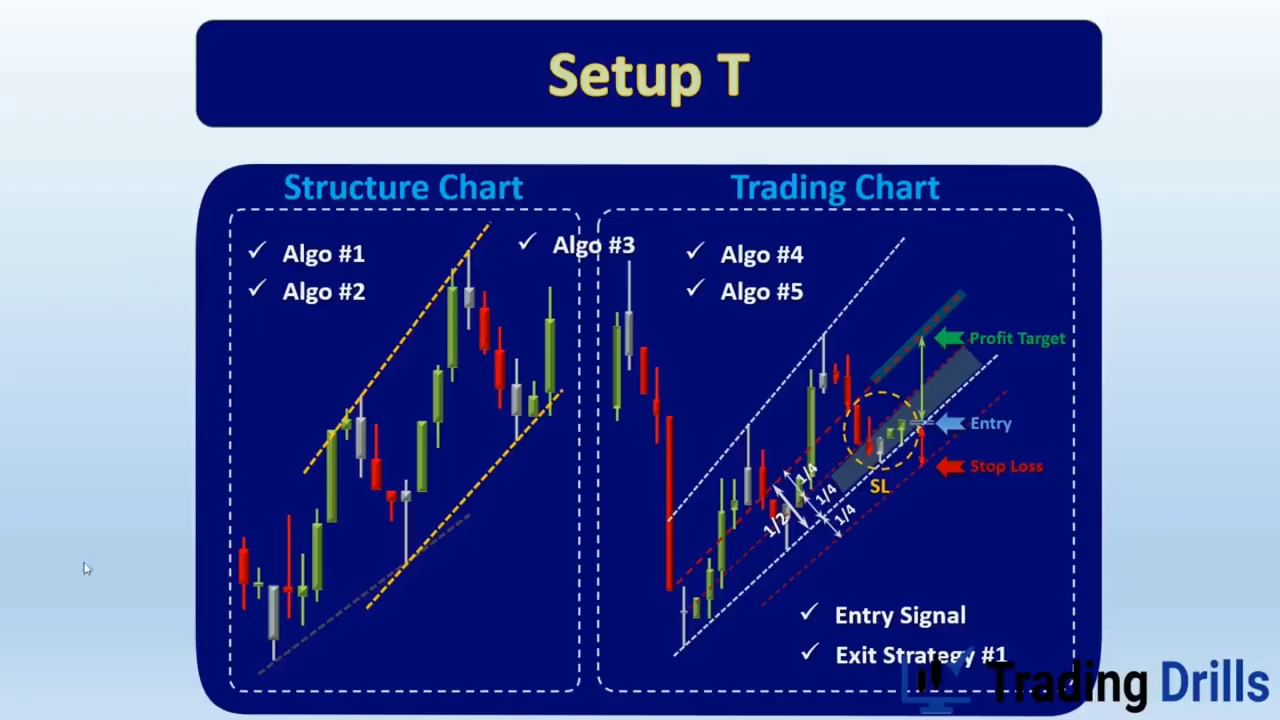 Setup T
Structure Chart
Algo #1
Algo #2
Algo #3
Trading Chart
Algo #4
Algo #5
Profit Target
Entry
Stop Loss
SL
1/4
1/4
1/2
1/4
Entry Signal
Exit Strategy #1
Trading Drills